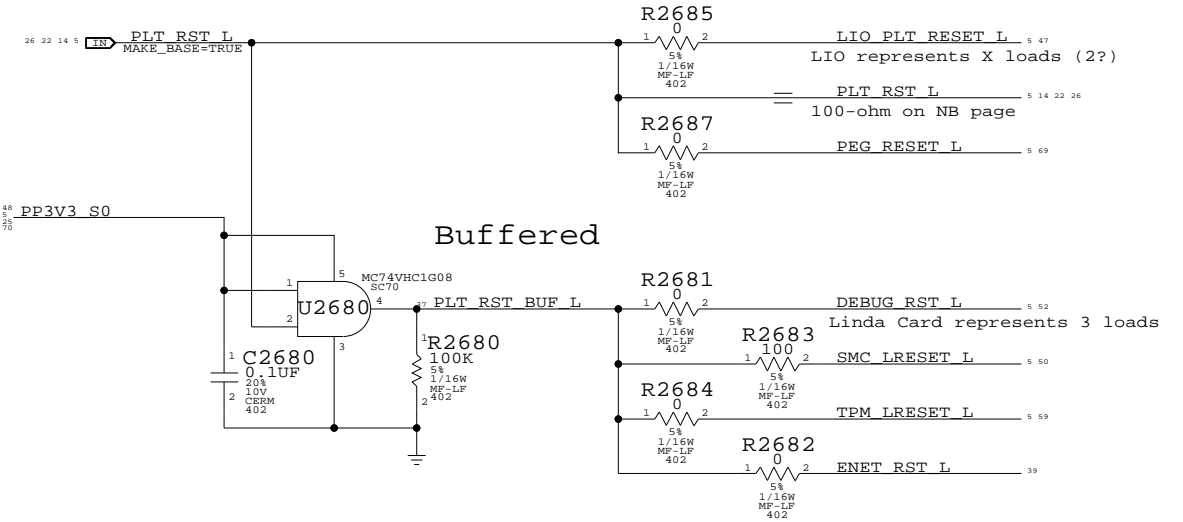 R2685
0
26 22 14 5 IN PLT_RST_L 1 2 LIO_PLT_RESET_L 5 47
MAKE_BASE=TRUE
5%
1/16W
MF-LF
402
LIO represents X loads (2?)
PLT_RST_L 5 14 22 26
100-ohm on NB page
R2687
0
1 2 PEG_RESET_L 5 69
5%
1/16W
MF-LF
402
48
5
25
70
PP3V3_S0
Buffered
5 MC74VHC1G08
SC70
1
U2680 4
2
3
37 PLT_RST_BUF_L
R2681
0
1 2 DEBUG_RST_L 5 52
5%
1/16W
MF-LF
402
Linda Card represents 3 loads
1 R2680
100K
5%
1/16W
MF-LF
2 402
1 C2680
0.1UF
20%
2 10V
CERM
402
R2683
100
1 2 SMC_LRESET_L 5 50
5%
1/16W
MF-LF
402
R2684
0
1 2 TPM_LRESET_L 5 59
5%
1/16W
MF-LF
402
R2682
0
1 2 ENET_RST_L 39
5%
1/16W
MF-LF
402